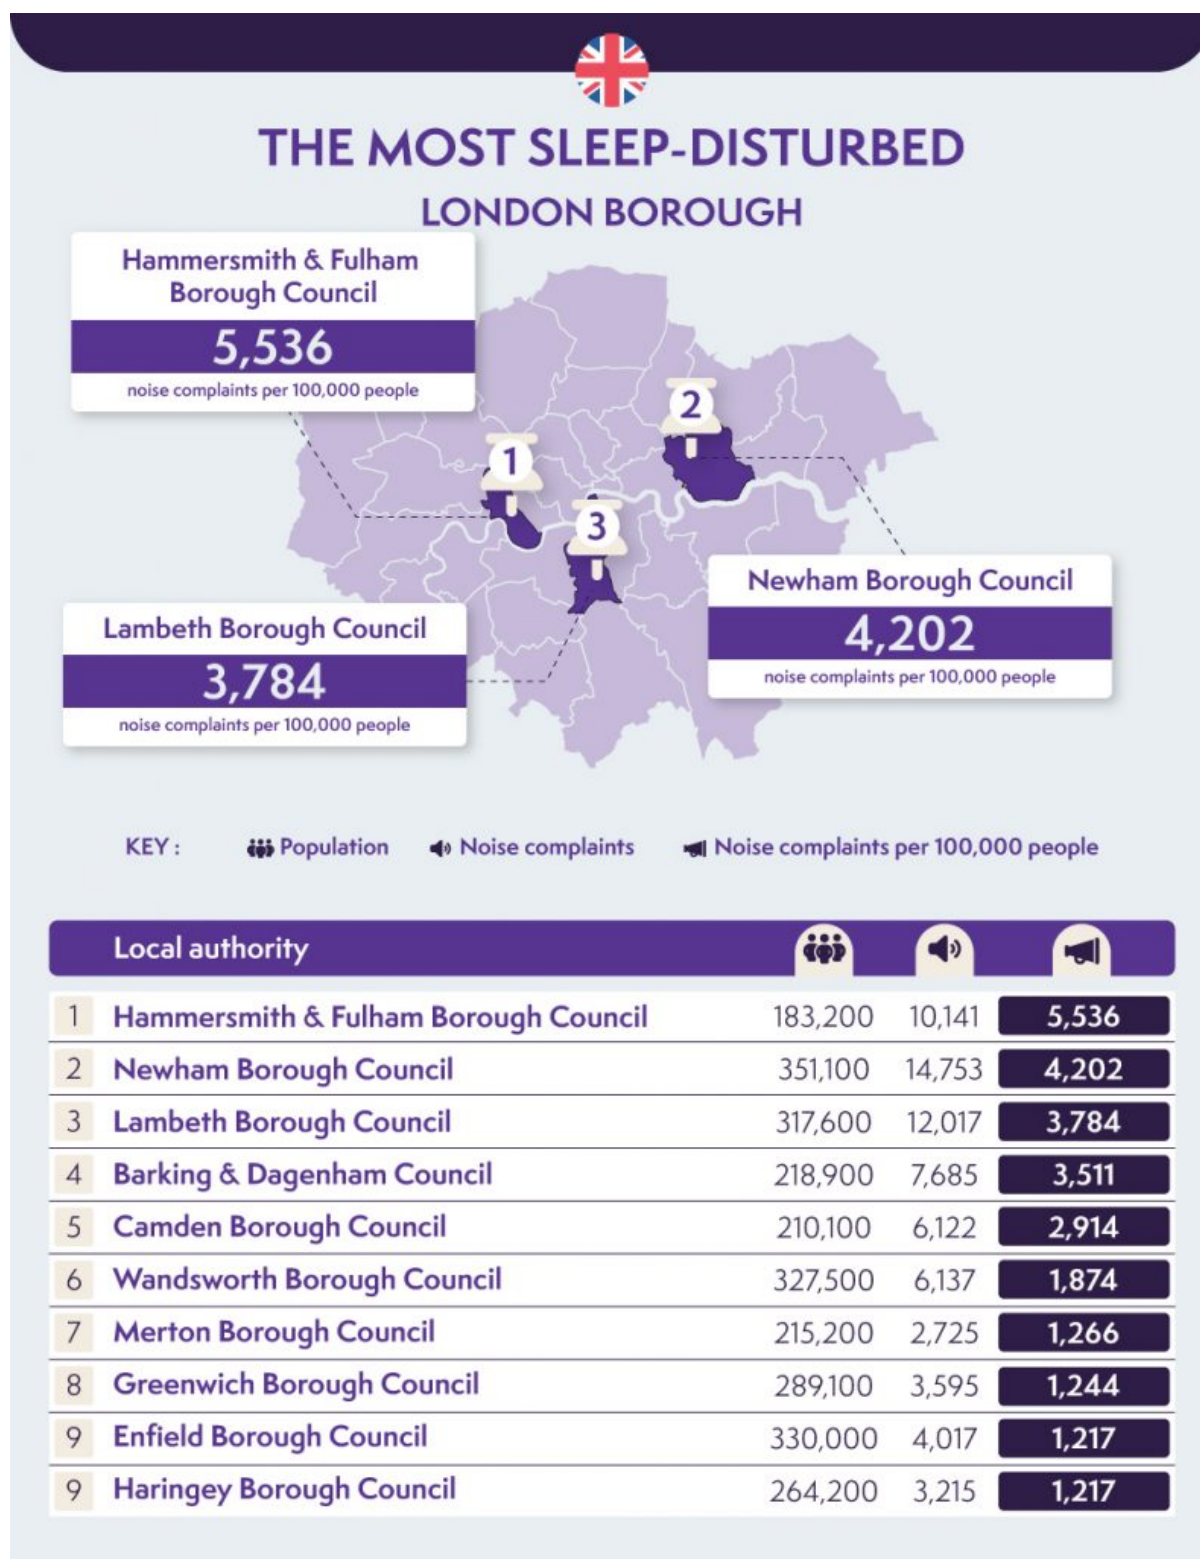 THE MOST SLEEP-DISTURBED
LONDON BOROUGH
Hammersmith & Fulham
Borough Council
5,536
noise complaints per 100,000 people
1
2
3
Newham Borough Council
4,202
noise complaints per 100,000 people
Lambeth Borough Council
3,784
noise complaints per 100,000 people
KEY : Population Noise complaints Noise complaints per 100,000 people
Local authority
1 Hammersmith & Fulham Borough Council 183,200 10,141 5,536
2 Newham Borough Council 351,100 14,753 4,202
3 Lambeth Borough Council 317,600 12,017 3,784
4 Barking & Dagenham Council 218,900 7,685 3,511
5 Camden Borough Council 210,100 6,122 2,914
6 Wandsworth Borough Council 327,500 6,137 1,874
7 Merton Borough Council 215,200 2,725 1,266
8 Greenwich Borough Council 289,100 3,595 1,244
9 Enfield Borough Council 330,000 4,017 1,217
9 Haringey Borough Council 264,200 3,215 1,217